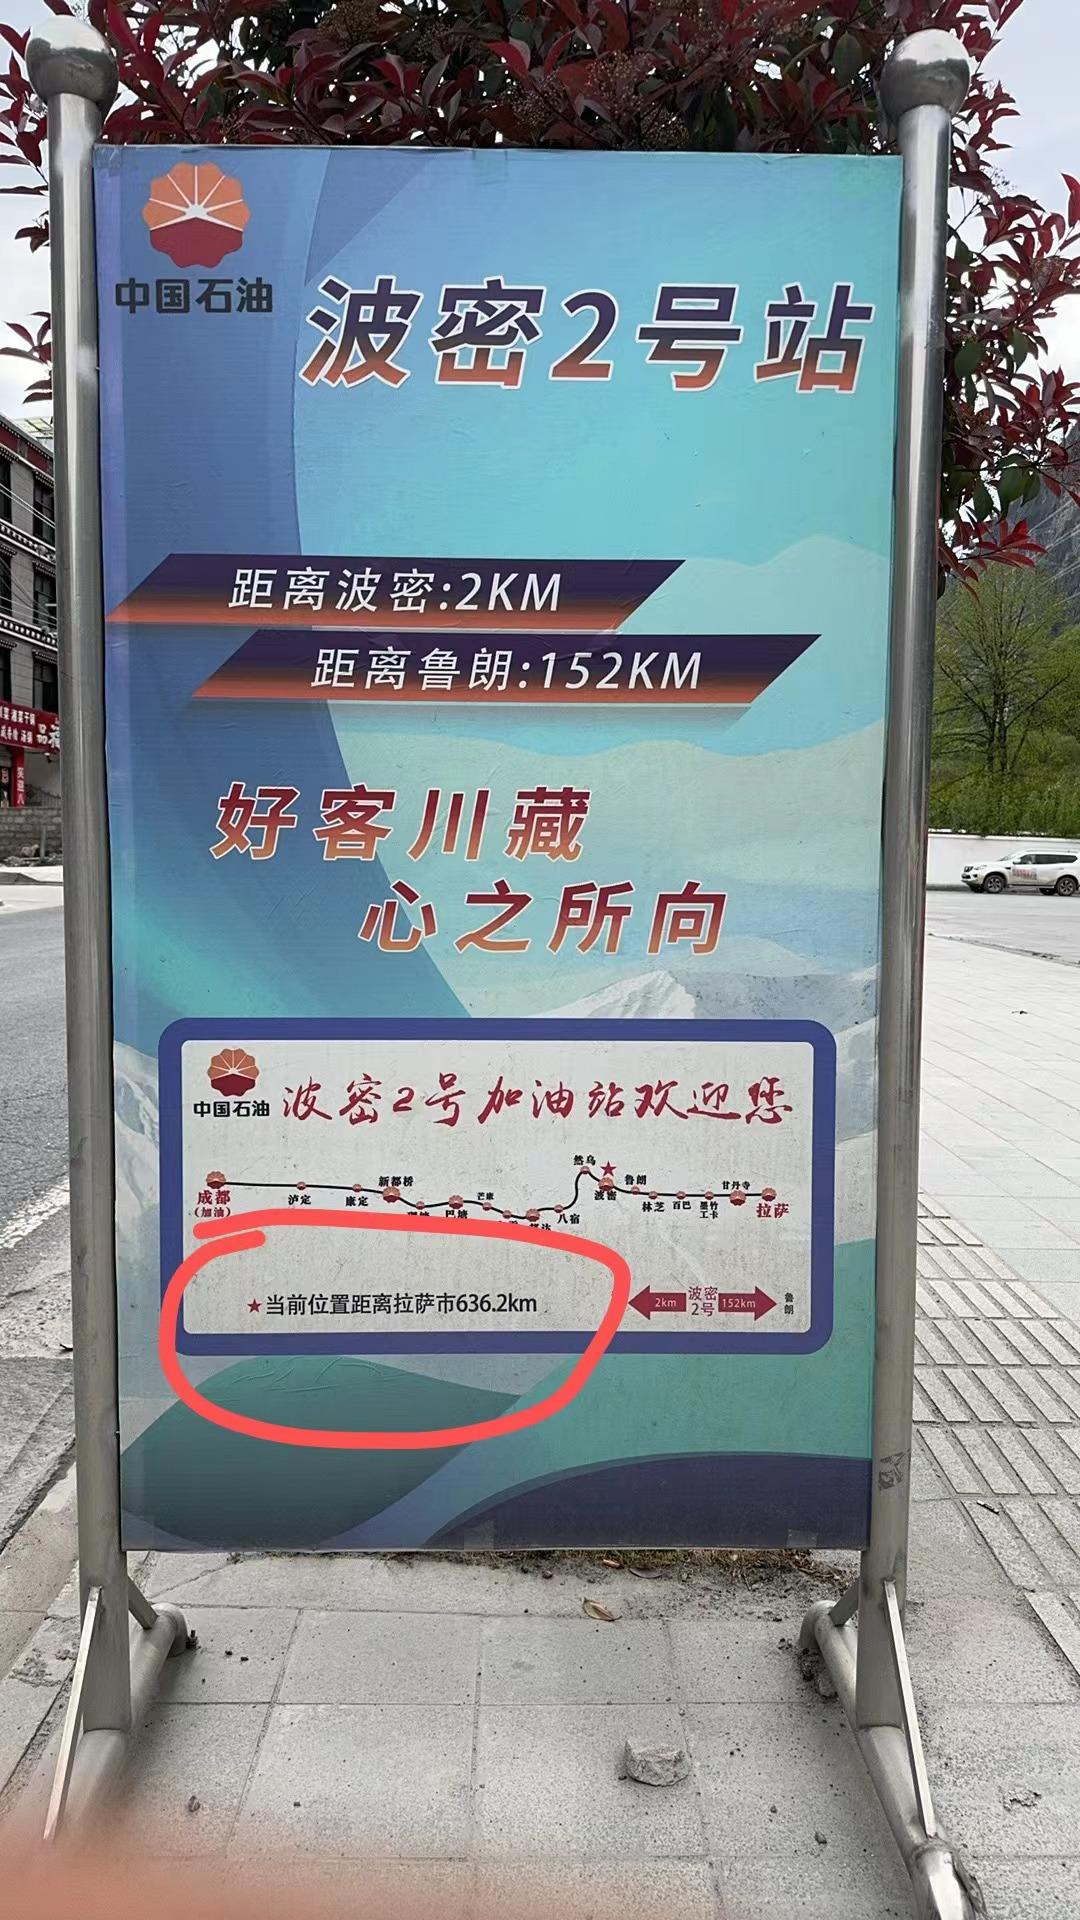 中国石油
波密2号站
距离波密:2KM
距离鲁朗:152KM
好客川藏
心之所向
中国石油
波密2号加油站欢迎您
成都
(加油)
泸定
康定
新都桥
巴塘
芒康
八宿
然乌
★
波密
鲁朗
林芝
百巴
墨竹
工卡
甘丹寺
拉萨
★当前位置距离拉萨市636.2km
2km
波密
2号
152km
鲁朗